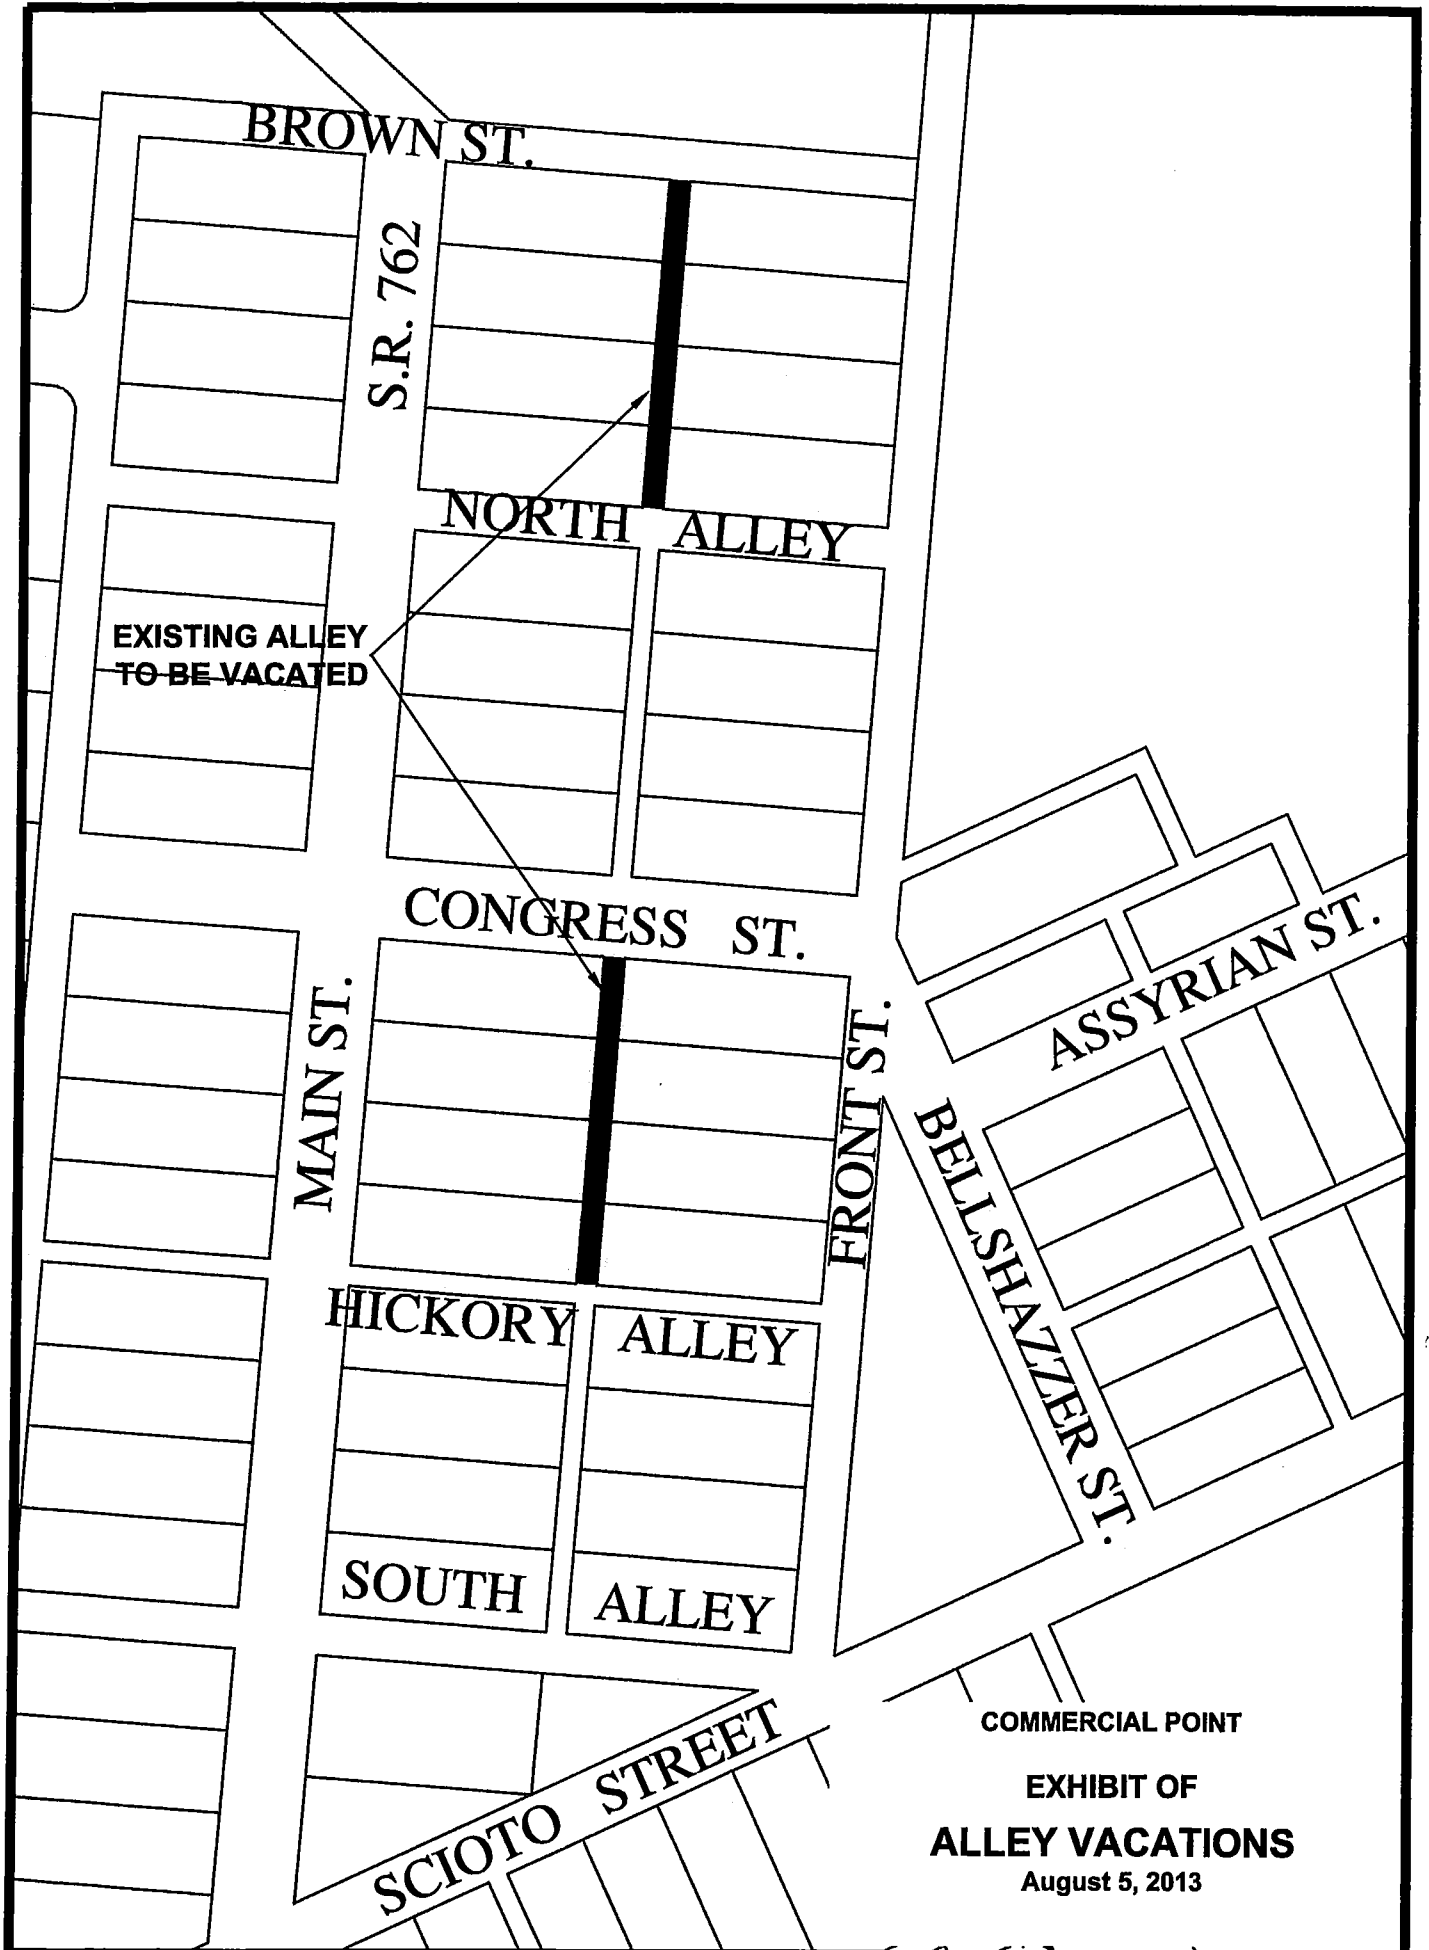 BROWN ST.
S.R. 762
NORTH ALLEY
EXISTING ALLEY
TO BE VACATED
CONGRESS ST.
MAIN ST.
FRONT ST.
ASSYRIAN ST.
BELLSHAZZER ST.
HICKORY ALLEY
SOUTH ALLEY
SCIOTO STREET
COMMERCIAL POINT
EXHIBIT OF
ALLEY VACATIONS
August 5, 2013